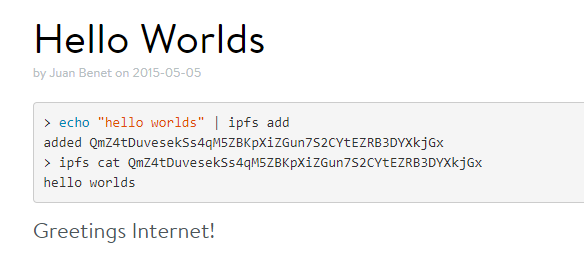 Hello Worlds
by Juan Benet on 2015-05-05
> echo "hello worlds" | ipfs add
added QmZ4tDuvesekSs4qM5ZBKpXiZGun7S2CYtEZRB3DYXkjGx
> ipfs cat QmZ4tDuvesekSs4qM5ZBKpXiZGun7S2CYtEZRB3DYXkjGx
hello worlds
Greetings Internet!